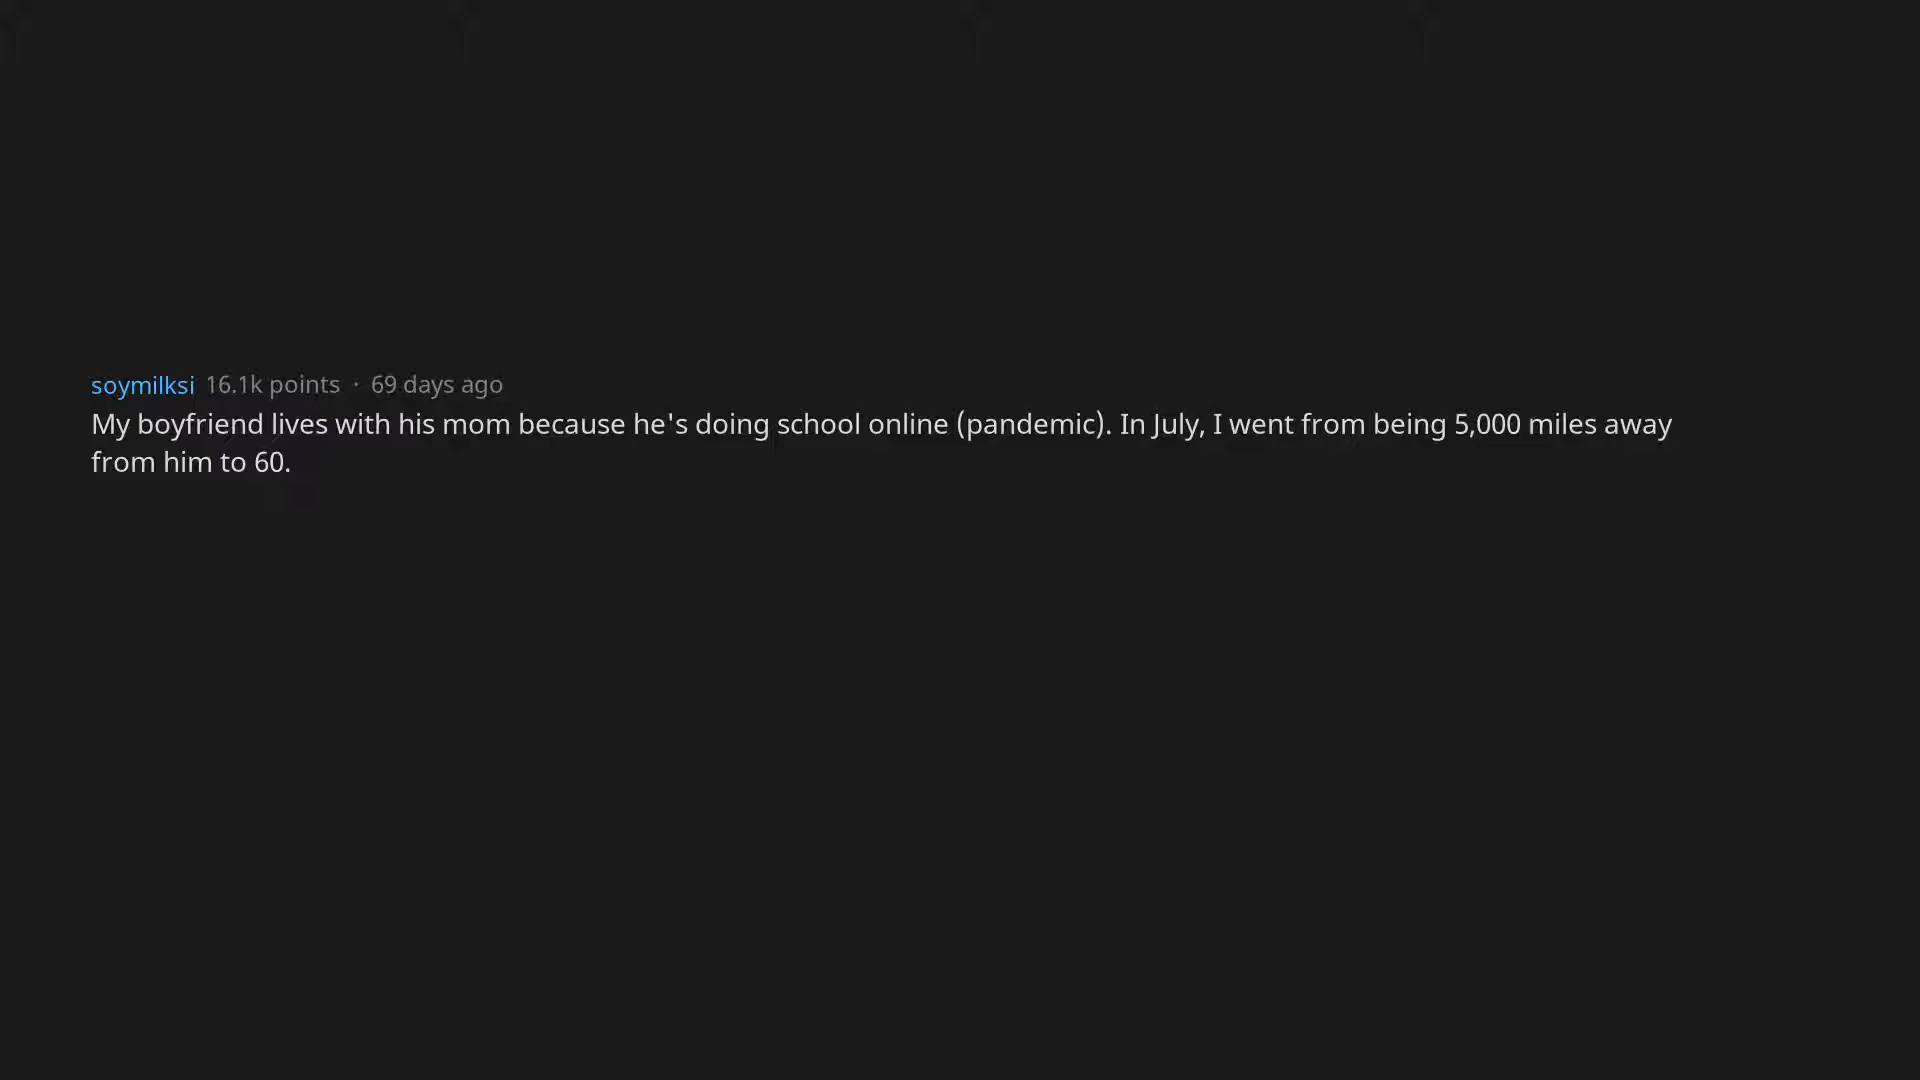 soymilksi 16.1k points · 69 days ago
My boyfriend lives with his mom because he's doing school online (pandemic). In July, I went from being 5,000 miles away
from him to 60.